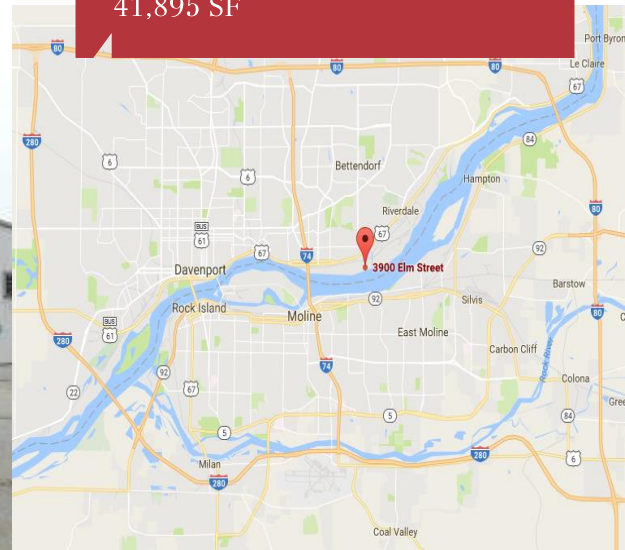 41,895 SF
80
Port Byron
Le Claire
80
80
67
280
84
6
Bettendorf
6
Hampton
Riverdale
80
BUS
61
67
67
92
74
Davenport
3900 Elm Street
Barstow
92
Silvis
Rock Island
Moline
80
BUS
61
East Moline
280
Carbon Cliff
Rock River
74
92
Colona
67
22
84
5
5
Milan
280
6
280
Coal Valley